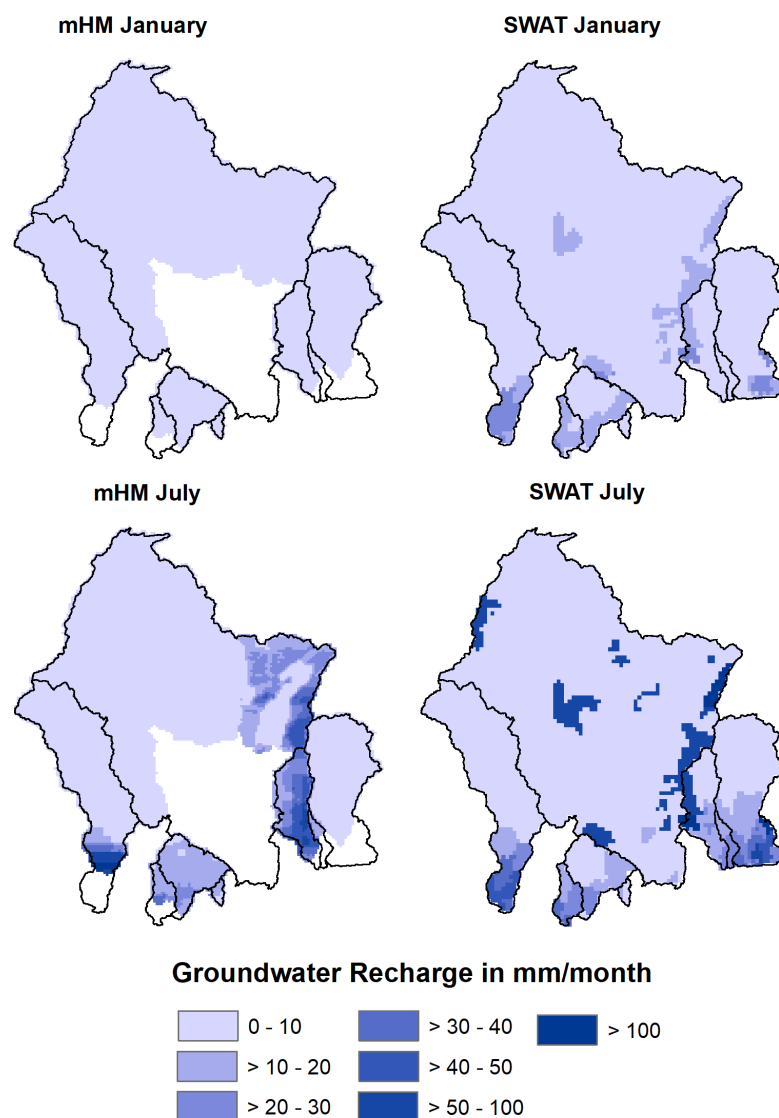 mHM January
SWAT January
mHM July
SWAT July
Groundwater Recharge in mm/month
0 - 10
> 30 - 40
> 100
> 10 - 20
> 40 - 50
> 20 - 30
> 50 - 100